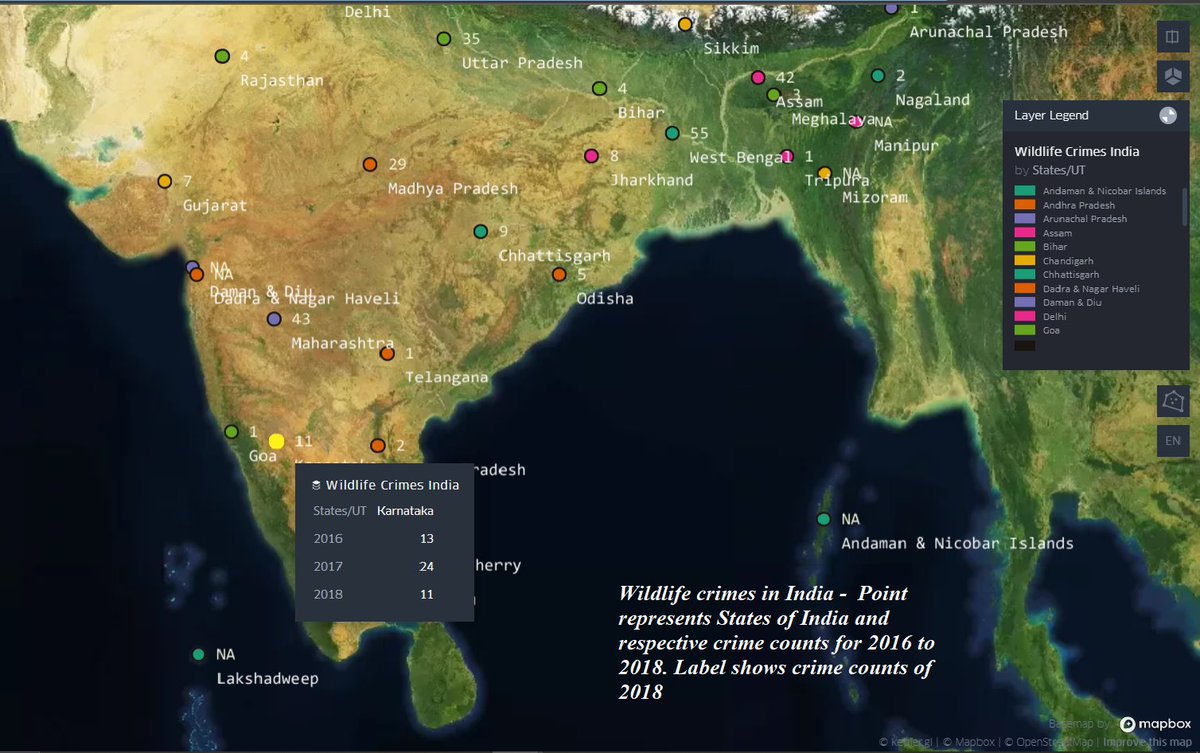 Delhi
1
Sikkim
1
Arunachal Pradesh
4
Rajasthan
35
Uttar Pradesh
4
Bihar
42
Assam
3
Meghalaya
2
Nagaland
NA
Manipur
55
West Bengal
1
Tripura
NA
Mizoram
8
Jharkhand
29
Madhya Pradesh
7
Gujarat
9
Chhattisgarh
NA
Daman & Diu
NA
Dadra & Nagar Haveli
5
Odisha
43
Maharashtra
1
Telangana
1
Goa
11
2
radesh
Wildlife Crimes India
States/UT Karnataka
2016 13
2017 24
2018 11
herry
NA
Lakshadweep
NA
Andaman & Nicobar Islands
Wildlife crimes in India - Point
represents States of India and
respective crime counts for 2016 to
2018. Label shows crime counts of
2018
Layer Legend
Wildlife Crimes India
by States/UT
Andaman & Nicobar Islands
Andhra Pradesh
Arunachal Pradesh
Assam
Bihar
Chandigarh
Chhattisgarh
Dadra & Nagar Haveli
Daman & Diu
Delhi
Goa
EN
Basemap by mapbox
© kepler.gl | © Mapbox | © OpenStreetMap | Improve this map